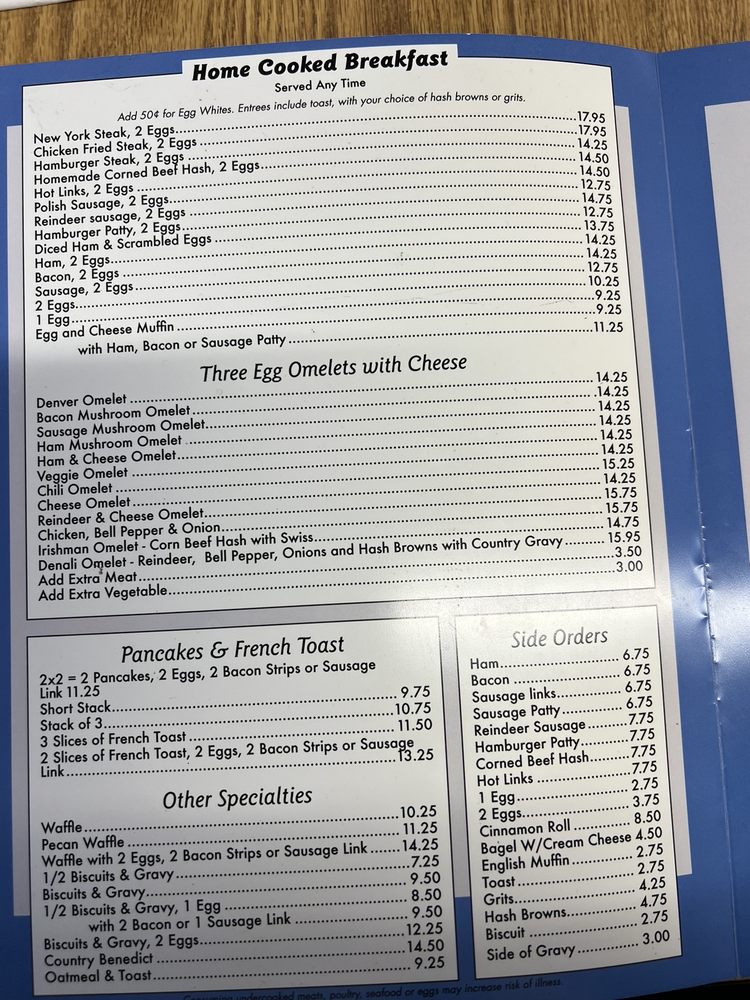 Home Cooked Breakfast
Served Any Time
Add 50¢ for Egg Whites. Entrees include toast, with your choice of hash browns or grits.
New York Steak, 2 Eggs...17.95
Chicken Fried Steak, 2 Eggs...17.95
Hamburger Steak, 2 Eggs...14.25
Homemade Corned Beef Hash, 2 Eggs...14.50
Hot Links, 2 Eggs...14.50
Polish Sausage, 2 Eggs...12.75
Reindeer sausage, 2 Eggs...14.75
Hamburger Patty, 2 Eggs...12.75
Diced Ham & Scrambled Eggs...13.75
Ham, 2 Eggs...14.25
Bacon, 2 Eggs...14.25
Sausage, 2 Eggs...12.75
2 Eggs...10.25
1 Egg...9.25
Egg and Cheese Muffin...9.25
with Ham, Bacon or Sausage Patty...11.25
Three Egg Omelets with Cheese
Denver Omelet...14.25
Bacon Mushroom Omelet...14.25
Sausage Mushroom Omelet...14.25
Ham Mushroom Omelet...14.25
Ham & Cheese Omelet...14.25
Veggie Omelet...14.25
Chili Omelet...15.25
Cheese Omelet...14.25
Reindeer & Cheese Omelet...15.75
Chicken, Bell Pepper & Onion...15.75
Irishman Omelet - Corn Beef Hash with Swiss...14.75
Denali Omelet - Reindeer, Bell Pepper, Onions and Hash Browns with Country Gravy...15.95
Add Extra Meat...3.50
Add Extra Vegetable...3.00
Pancakes & French Toast
2x2 = 2 Pancakes, 2 Eggs, 2 Bacon Strips or Sausage
Link 11.25
Short Stack...9.75
Stack of 3...10.75
3 Slices of French Toast...11.50
2 Slices of French Toast, 2 Eggs, 2 Bacon Strips or Sausage
Link...13.25
Other Specialties
Waffle...10.25
Pecan Waffle...11.25
Waffle with 2 Eggs, 2 Bacon Strips or Sausage Link...14.25
1/2 Biscuits & Gravy...7.25
Biscuits & Gravy...9.50
1/2 Biscuits & Gravy, 1 Egg...8.50
with 2 Bacon or 1 Sausage Link...9.50
Biscuits & Gravy, 2 Eggs...12.25
Country Benedict...14.50
Oatmeal & Toast...9.25
Side Orders
Ham...6.75
Bacon...6.75
Sausage links...6.75
Sausage Patty...6.75
Reindeer Sausage...7.75
Hamburger Patty...7.75
Corned Beef Hash...7.75
Hot Links...7.75
1 Egg...2.75
2 Eggs...3.75
Cinnamon Roll...8.50
Bagel W/Cream Cheese 4.50
English Muffin...2.75
Toast...2.75
Grits...4.25
Hash Browns...4.75
Biscuit...2.75
Side of Gravy...3.00
Consuming undercooked meats, poultry, seafood or eggs may increase risk of illness.